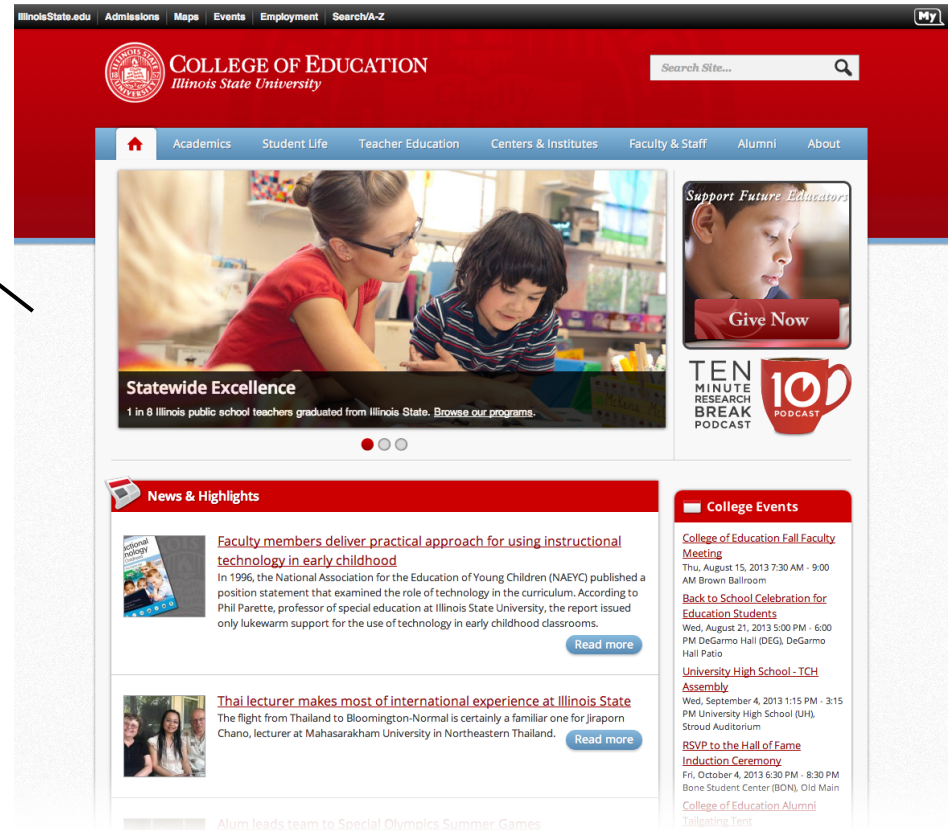 IllinoisState.edu Admissions Maps Events Employment Search/A-Z My
COLLEGE OF EDUCATION
Illinois State University
Search Site...
Academics Student Life Teacher Education Centers & Institutes Faculty & Staff Alumni About
Support Future Educators
Give Now
Statewide Excellence
1 in 8 Illinois public school teachers graduated from Illinois State. Browse our programs.
TEN
MINUTE
RESEARCH
BREAK
PODCAST
10
PODCAST
News & Highlights
Faculty members deliver practical approach for using instructional
technology in early childhood
In 1996, the National Association for the Education of Young Children (NAEYC) published a
position statement that examined the role of technology in the curriculum. According to
Phil Parette, professor of special education at Illinois State University, the report issued
only lukewarm support for the use of technology in early childhood classrooms.
Read more
Thai lecturer makes most of international experience at Illinois State
The flight from Thailand to Bloomington-Normal is certainly a familiar one for Jiraporn
Chano, lecturer at Mahasarakham University in Northeastern Thailand.
Read more
Alum leads team to Special Olympics Summer Games
College Events
College of Education Fall Faculty
Meeting
Thu, August 15, 2013 7:30 AM - 9:00
AM Brown Ballroom
Back to School Celebration for
Education Students
Wed, August 21, 2013 5:00 PM - 6:00
PM DeGarmo Hall (DEG), DeGarmo
Hall Patio
University High School - TCH
Assembly
Wed, September 4, 2013 1:15 PM - 3:15
PM University High School (UH),
Stroud Auditorium
RSVP to the Hall of Fame
Induction Ceremony
Fri, October 4, 2013 6:30 PM - 8:30 PM
Bone Student Center (BON), Old Main
College of Education Alumni
Tailgating Tent